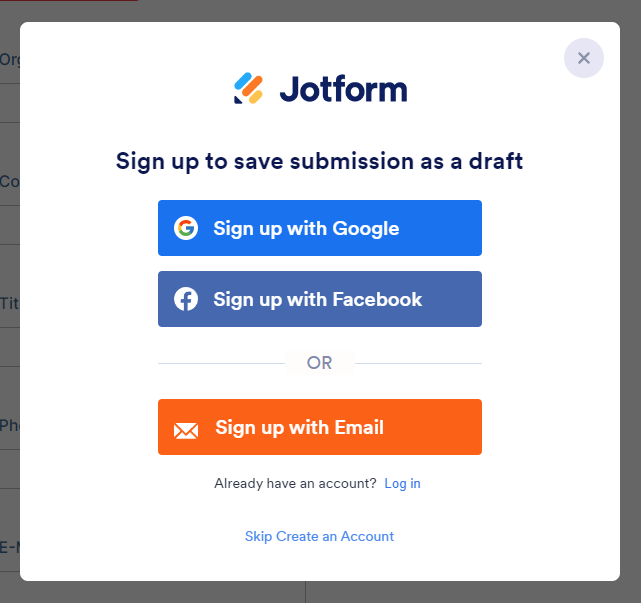 Jotform
Sign up to save submission as a draft
Sign up with Google
Sign up with Facebook
OR
Sign up with Email
Already have an account? Log in
Skip Create an Account